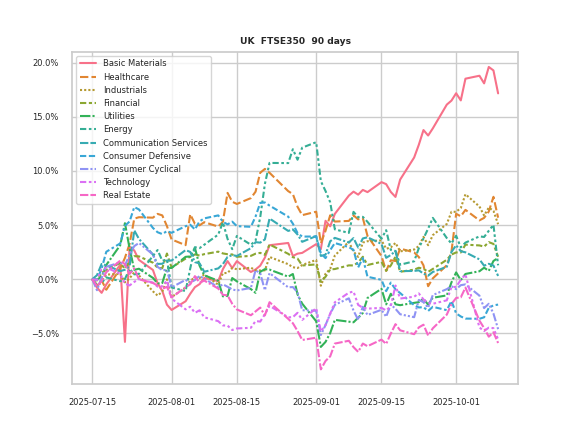 UK FTSE350 90 days
20.0%
15.0%
10.0%
5.0%
0.0%
−5.0%
Basic Materials
Healthcare
Industrials
Financial
Utilities
Energy
Communication Services
Consumer Defensive
Consumer Cyclical
Technology
Real Estate
2025-07-15
2025-08-01
2025-08-15
2025-09-01
2025-09-15
2025-10-01